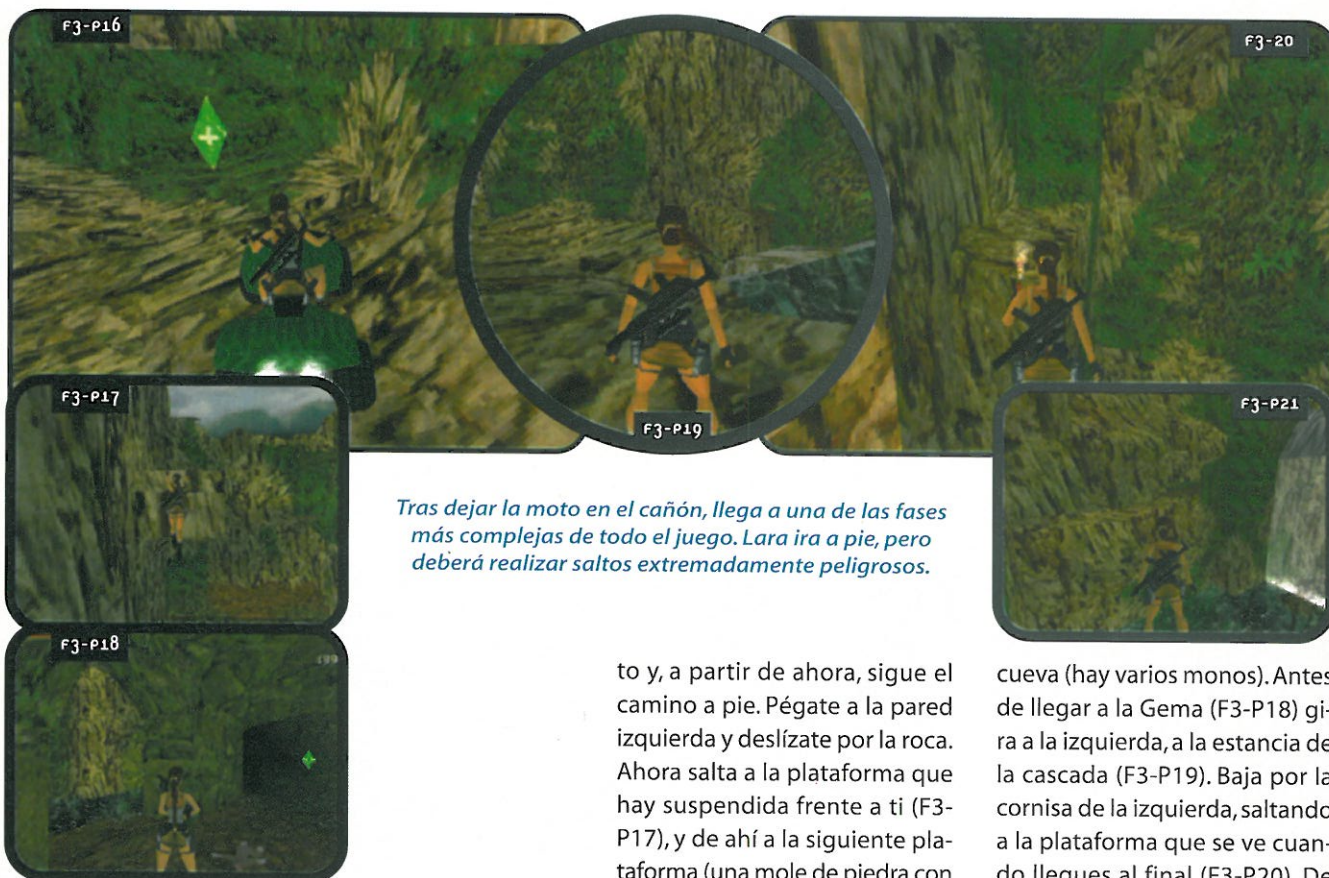 F3-P16
F3-20
F3-P17
F3-P19
F3-P21
Tras dejar la moto en el cañón, llega a una de las fases
más complejas de todo el juego. Lara ira a pie, pero
deberá realizar saltos extremadamente peligrosos.
F3-P18
199
to y, a partir de ahora, sigue el
camino a pie. Pégate a la pared
izquierda y deslízate por la roca.
Ahora salta a la plataforma que
hay suspendida frente a ti (F3-
P17), y de ahí a la siguiente pla-
taforma (una mole de piedra con
cueva (hay varios monos). Antes
de llegar a la Gema (F3-P18) gi-
ra a la izquierda, a la estancia de
la cascada (F3-P19). Baja por la
cornisa de la izquierda, saltando
a la plataforma que se ve cuan-
do llegues al final (F3-P20). De